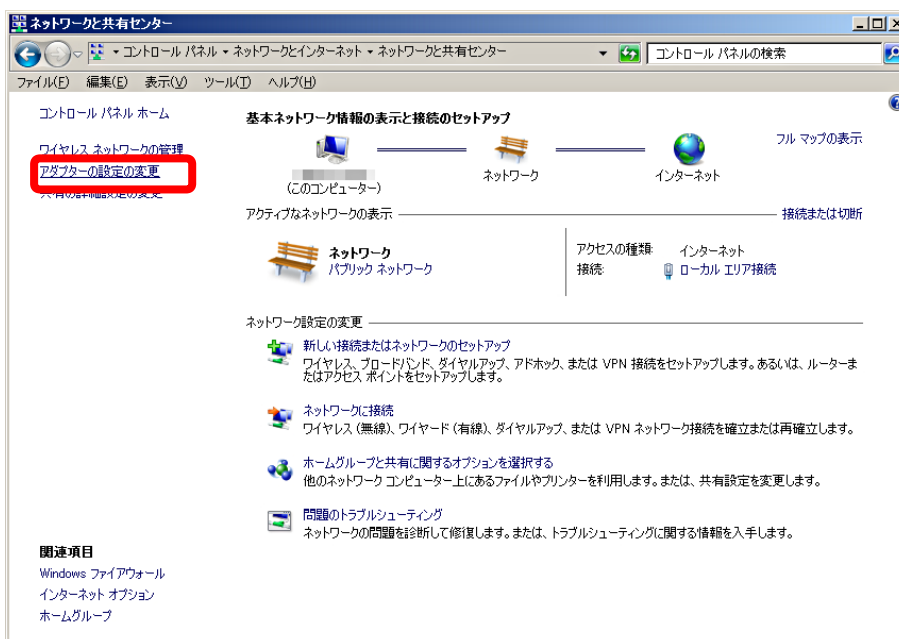 ネットワークと共有センター
コントロール パネル ネットワークとインターネット ネットワークと共有センター
コントロール パネルの検索
ファイル(F) 編集(E) 表示(V) ツール(T) ヘルプ(H)
コントロール パネル ホーム
ワイヤレス ネットワークの管理
アダプターの設定の変更
共有の詳細設定の変更
基本ネットワーク情報の表示と接続のセットアップ
フル マップの表示
(このコンピューター)
ネットワーク
インターネット
アクティブなネットワークの表示
接続または切断
ネットワーク
パブリック ネットワーク
アクセスの種類: インターネット
接続: ローカル エリア接続
ネットワーク設定の変更
新しい接続またはネットワークのセットアップ
ワイヤレス、ブロードバンド、ダイヤルアップ、アドホック、または VPN 接続をセットアップします。あるいは、ルーターま
たはアクセス ポイントをセットアップします。
ネットワークに接続
ワイヤレス (無線)、ワイヤード (有線)、ダイヤルアップ、または VPN ネットワーク接続を確立または再確立します。
ホームグループと共有に関するオプションを選択する
他のネットワーク コンピューター上にあるファイルやプリンターを利用します。または、共有設定を変更します。
問題のトラブルシューティング
ネットワークの問題を診断して修復します。または、トラブルシューティングに関する情報を入手します。
関連項目
Windows ファイアウォール
インターネット オプション
ホームグループ